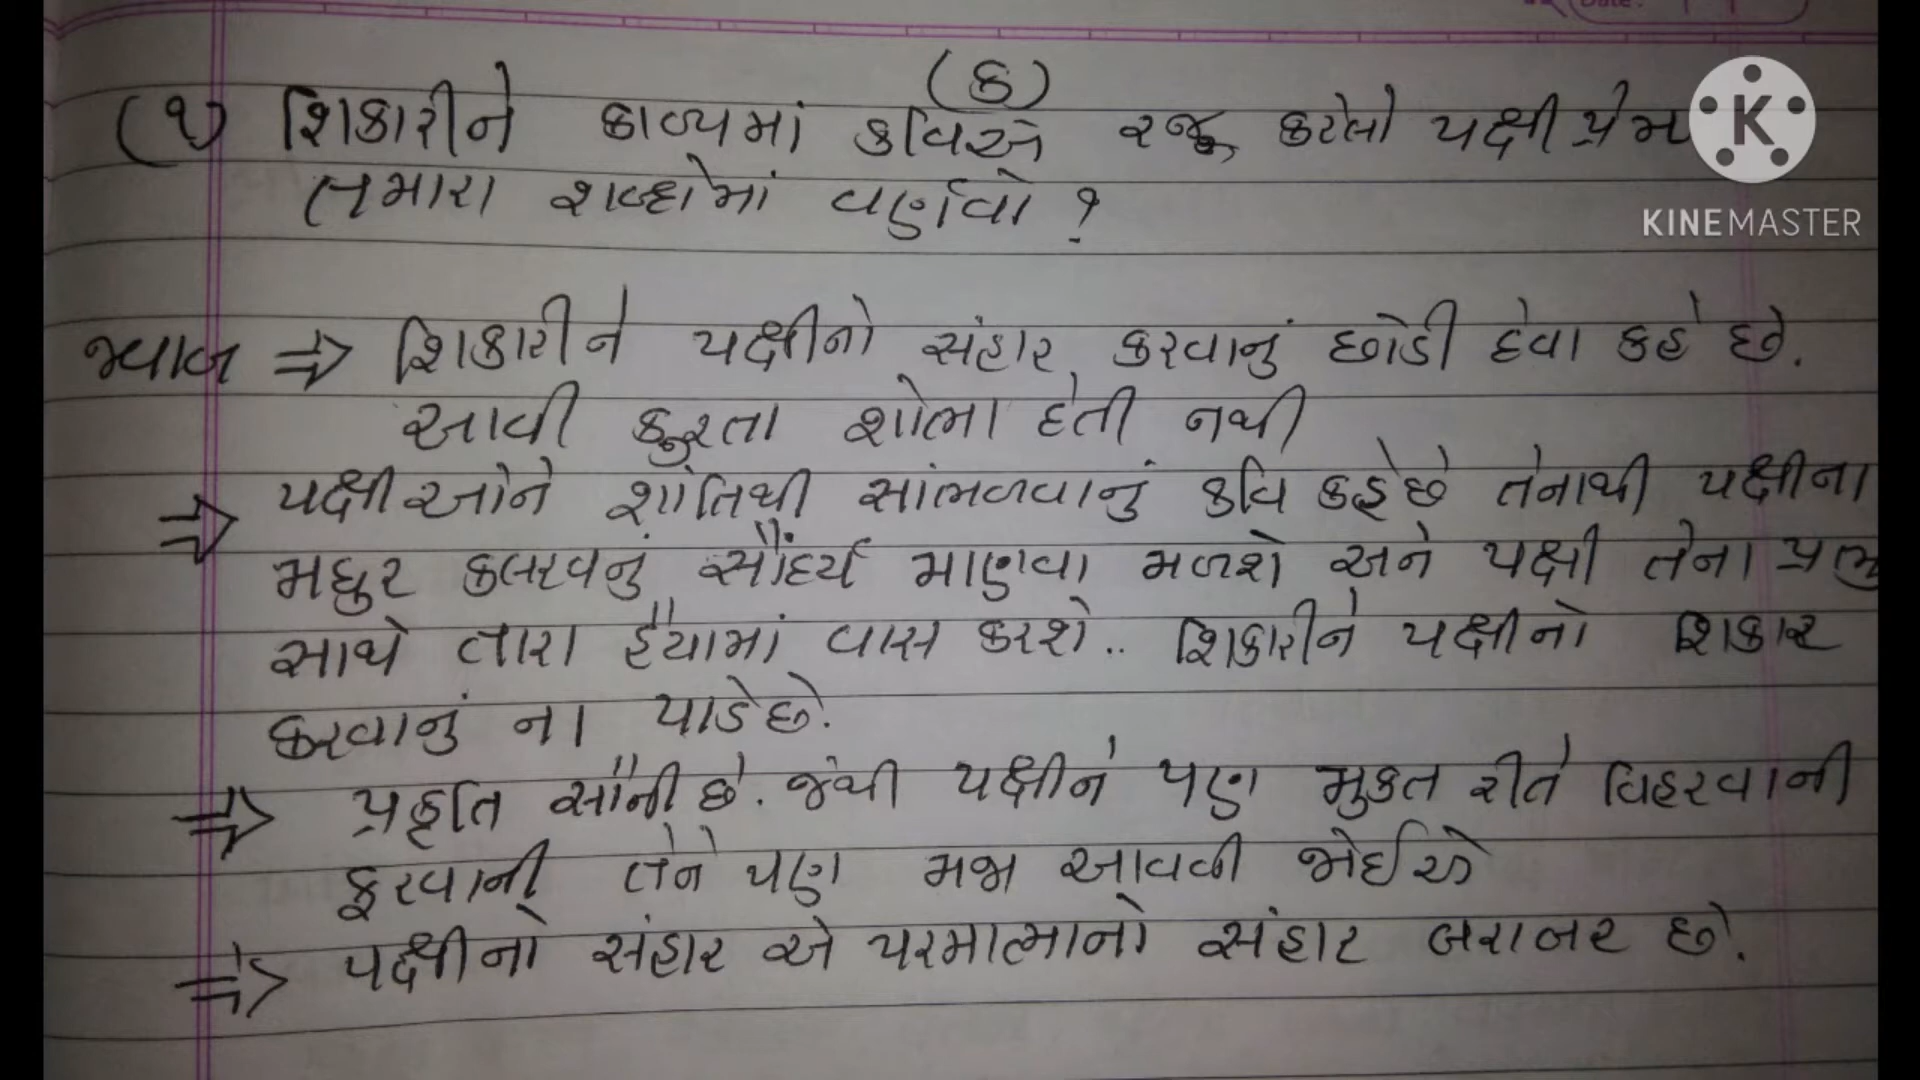 (ક)
(૧) શિકારીને કાવ્યમાં કવિએ રજૂ કરેલો પક્ષીપ્રેમ
તમારા શબ્દોમાં વર્ણવો ?
જવાબ ⇒ શિકારીને પક્ષીનો સંહાર કરવાનું છોડી દેવા કહે છે.
આવી ક્રુરતા શોભા દેતી નથી
⇒ પક્ષીઓને શાંતિથી સાંભળવાનું કવિ કહે છે તેનાથી પક્ષીના
મધુર કલરવનું સૌંદર્ય માણવા મળશે અને પક્ષી તેના પ્રભુ
સાથે તારા હૈયામાં વાસ કરશે.. શિકારીને પક્ષીનો શિકાર
કરવાનું ના પાડે છે.
⇒ પ્રકૃતિ સૌની છે. જેથી પક્ષીને પણ મુકત રીતે વિહરવાની
ફરવાની તેને પણ મજા આવવી જોઈએ
⇒ પક્ષીનો સંહાર એ પરમાત્માનો સંહાર બરાબર છે.
K
KINEMASTER